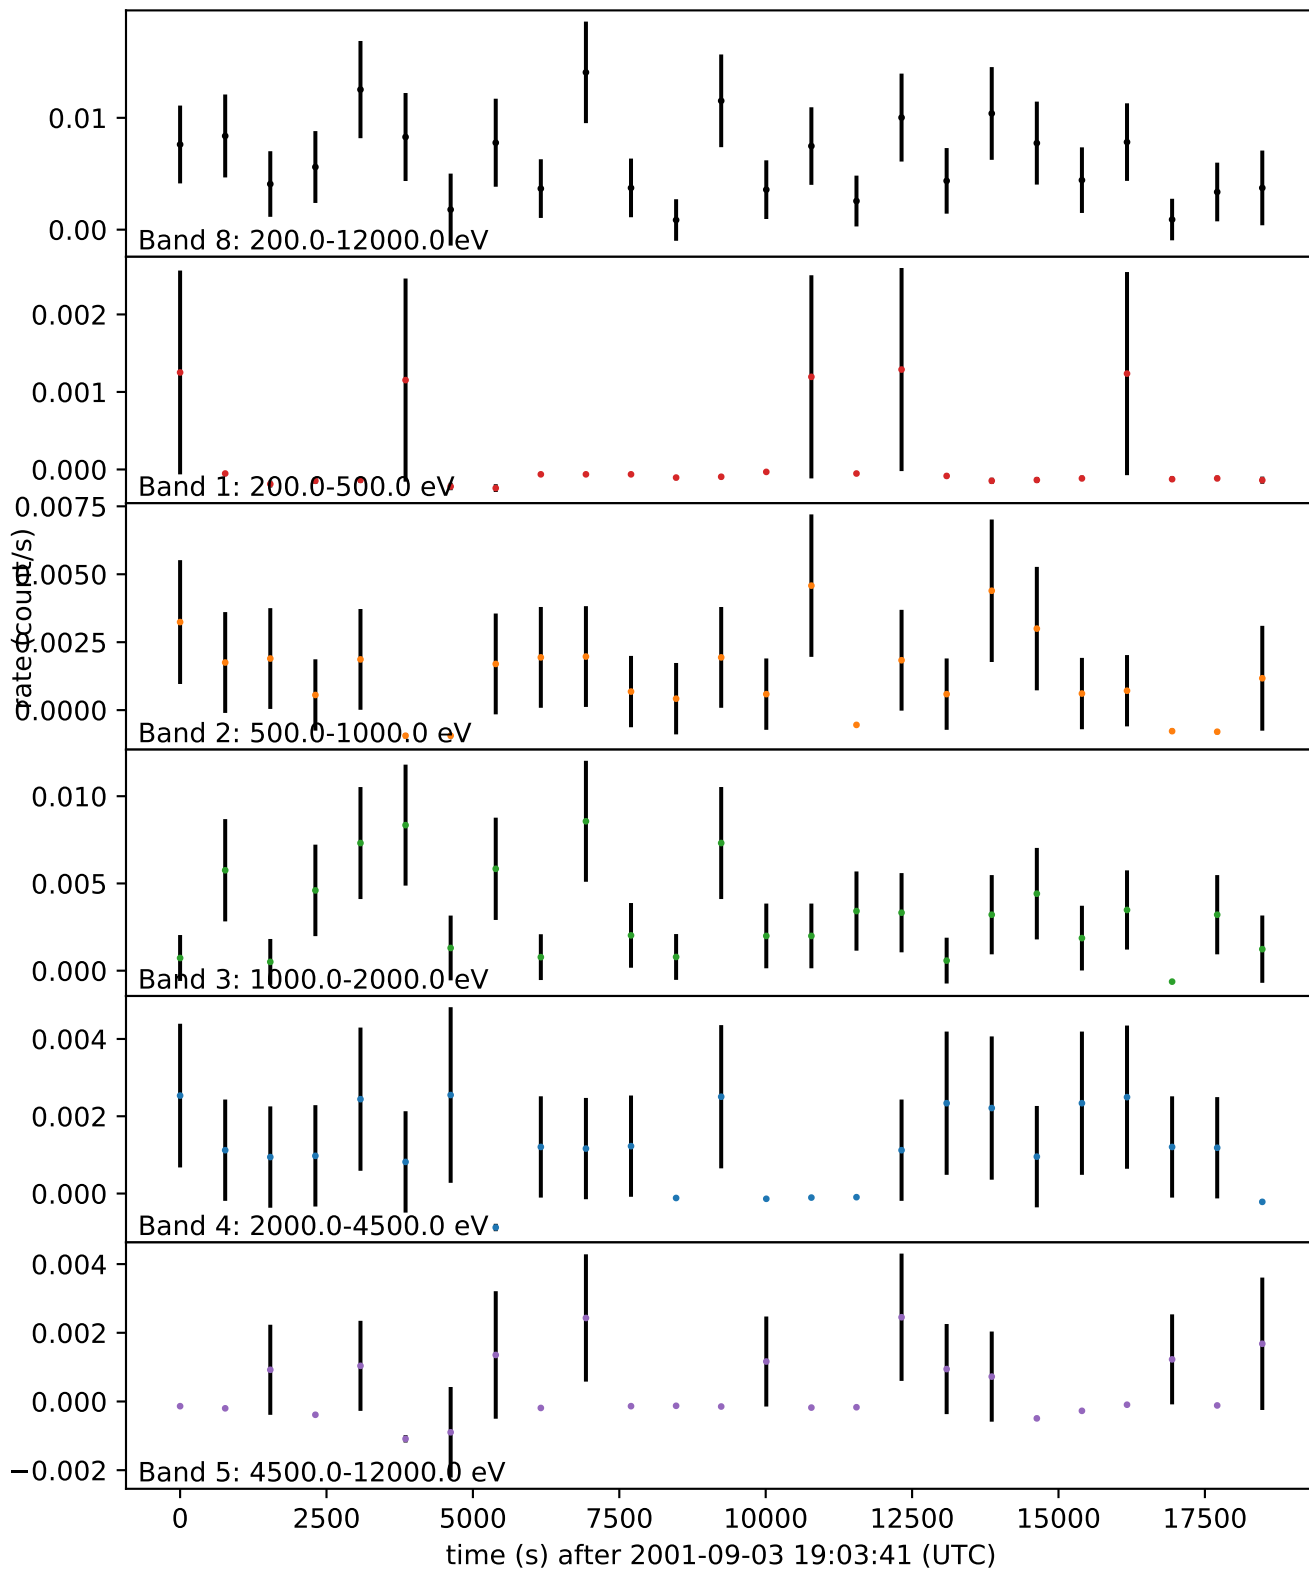 0.01
0.00
Band 8: 200.0-12000.0 eV
0.002
0.001
0.000
Band 1: 200.0-500.0 eV
rate (count/s)
0.0075
0.0050
0.0025
0.0000
Band 2: 500.0-1000.0 eV
0.010
0.005
0.000
Band 3: 1000.0-2000.0 eV
0.004
0.002
0.000
Band 4: 2000.0-4500.0 eV
0.004
0.002
0.000
−0.002
Band 5: 4500.0-12000.0 eV
0 2500 5000 7500 10000 12500 15000 17500
time (s) after 2001-09-03 19:03:41 (UTC)